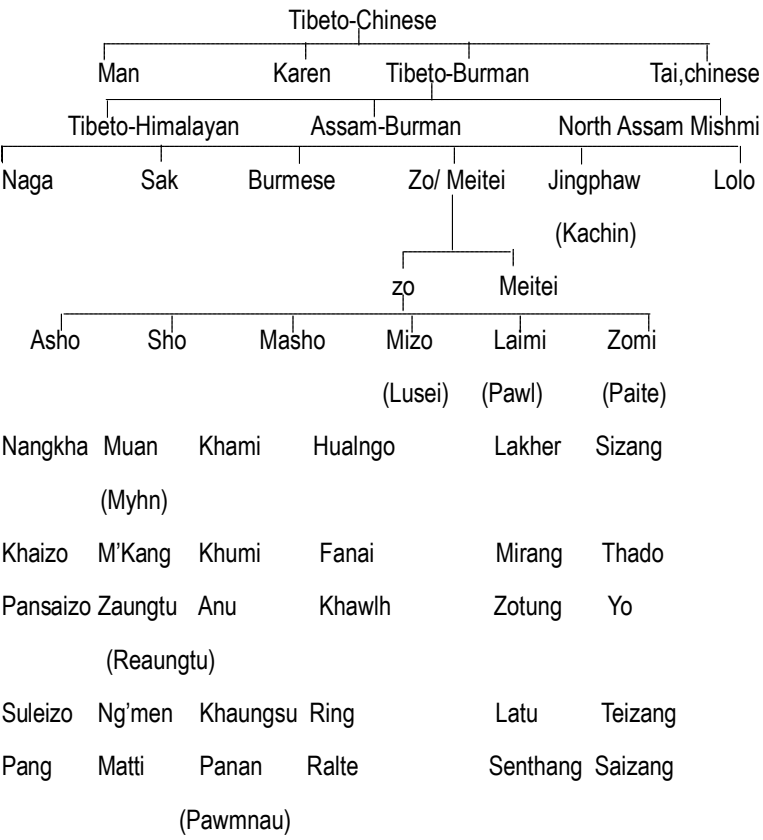 Tibeto-Chinese
Man Karen Tibeto-Burman Tai,chinese
Tibeto-Himalayan Assam-Burman North Assam Mishmi
Naga Sak Burmese Zo/ Meitei Jingphaw Lolo
(Kachin)
zo Meitei
Asho Sho Masho Mizo Laimi Zomi
(Lusei) (Pawl) (Paite)
Nangkha Muan Khami Hualngo Lakher Sizang
(Myhn)
Khaizo M'Kang Khumi Fanai Mirang Thado
Pansaizo Zaungtu Anu Khawlh Zotung Yo
(Reaungtu)
Suleizo Ng'men Khaungsu Ring Latu Teizang
Pang Matti Panan Ralte Senthang Saizang
(Pawmnau)